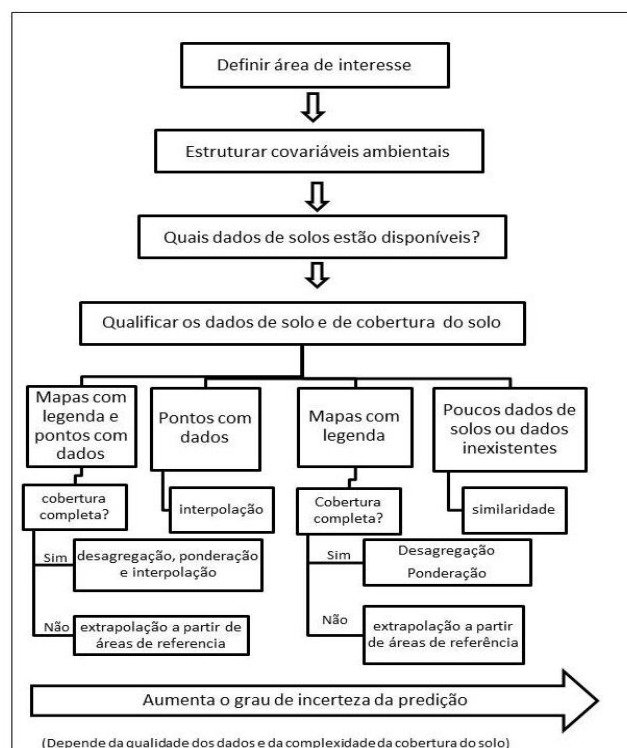 Definir área de interesse
Estruturar covariáveis ambientais
Quais dados de solos estão disponíveis?
Qualificar os dados de solo e de cobertura do solo
Mapas com
legenda e
pontos com
dados
Pontos com
dados
Mapas com
legenda
Poucos dados de
solos ou dados
inexistentes
cobertura
completa?
interpolação
Cobertura
completa?
similaridade
Sim
desagregação, ponderação
e interpolação
Sim
Desagregação
Ponderação
Não
extrapolação a partir de
áreas de referencia
Não
extrapolação a partir
de áreas de referência
Aumenta o grau de incerteza da predição
(Depende da qualidade dos dados e da complexidade da cobertura do solo)